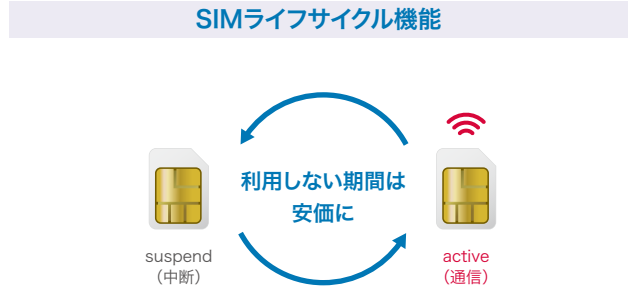 SIMライフサイクル機能
利用しない期間は
安価に
suspend
（中断）
active
（通信）